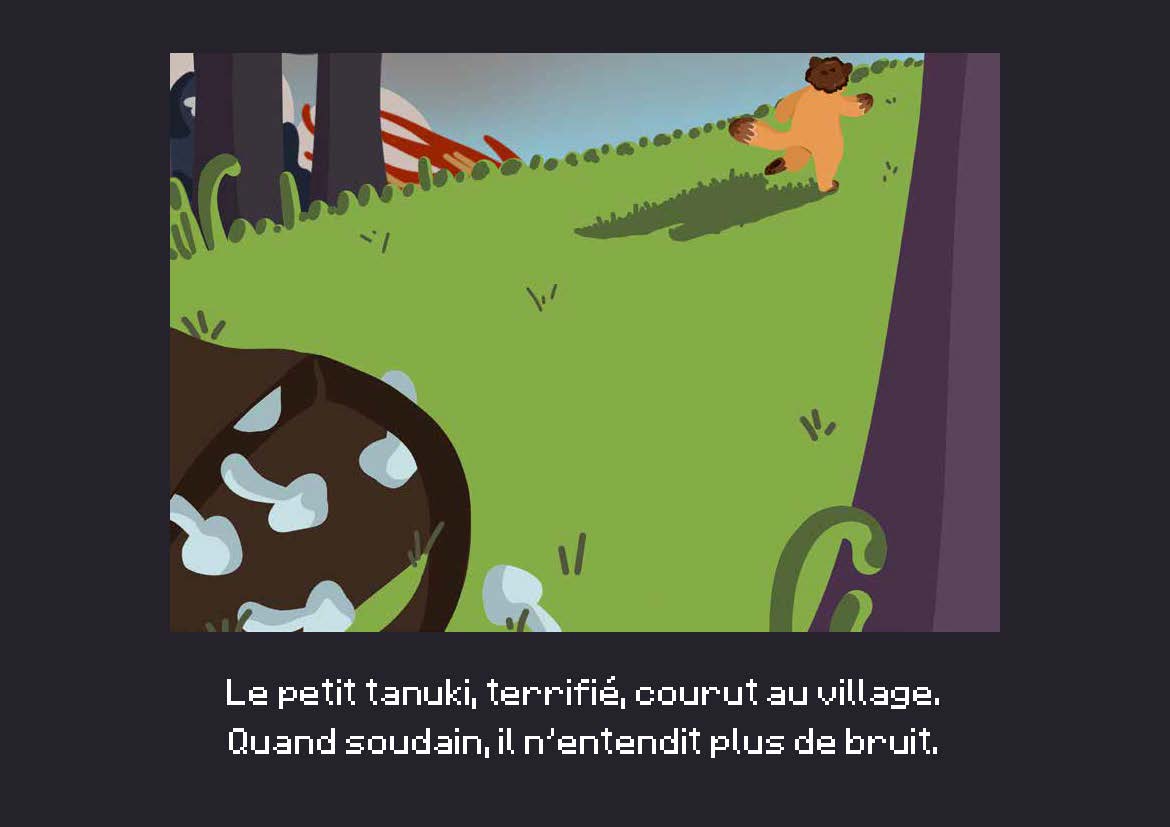 Le petit tanuki, terrifié, courut au village.
Quand soudain, il n'entendit plus de bruit.